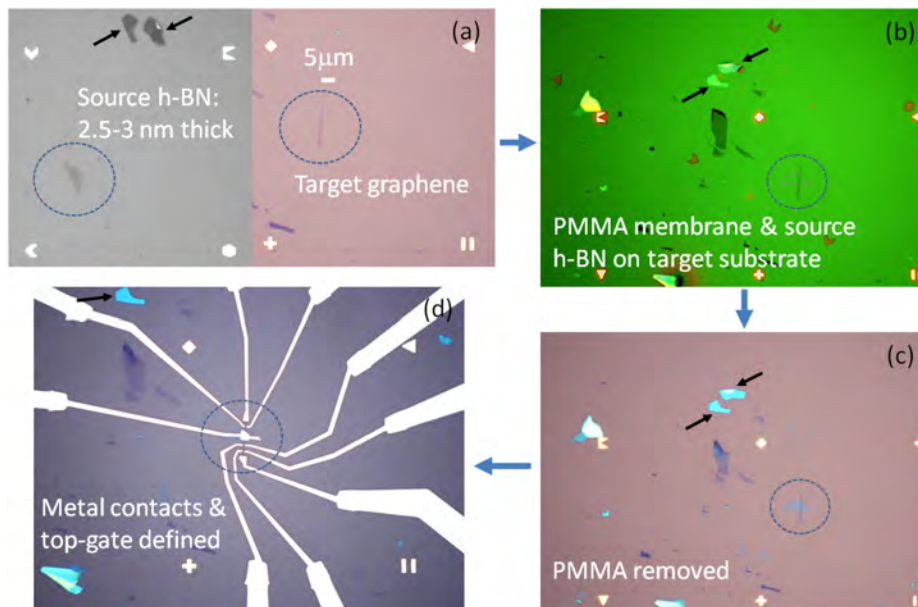 (a)
5μm
Source h-BN:
2.5-3 nm thick
Target graphene
(b)
PMMA membrane & source
h-BN on target substrate
(d)
Metal contacts &
top-gate defined
(c)
PMMA removed